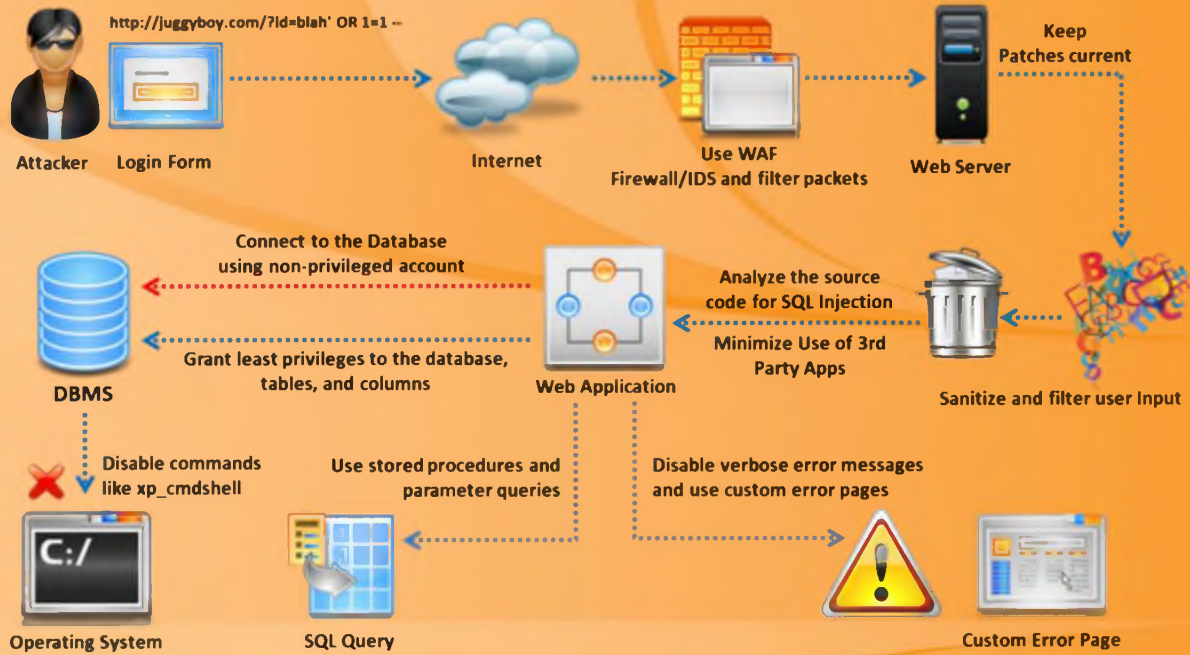 http://juggyboy.com/?id=blah' OR 1=1 --
Attacker
Login Form
Internet
Use WAF
Firewall/IDS and filter packets
Web Server
Keep
Patches current
Connect to the Database
using non-privileged account
Analyze the source
code for SQL Injection
Minimize Use of 3rd
Party Apps
Sanitize and filter user Input
Grant least privileges to the database,
tables, and columns
DBMS
Web Application
Disable commands
like xp_cmdshell
Use stored procedures and
parameter queries
Disable verbose error messages
and use custom error pages
C:/
Operating System
SQL Query
Custom Error Page